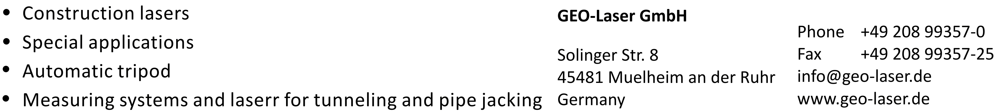 • Construction lasers
• Special applications
• Automatic tripod
• Measuring systems and laserr for tunneling and pipe jacking
GEO-Laser GmbH
Solinger Str. 8
45481 Muelheim an der Ruhr
Germany
Phone +49 208 99357-0
Fax +49 208 99357-25
info@geo-laser.de
www.geo-laser.de